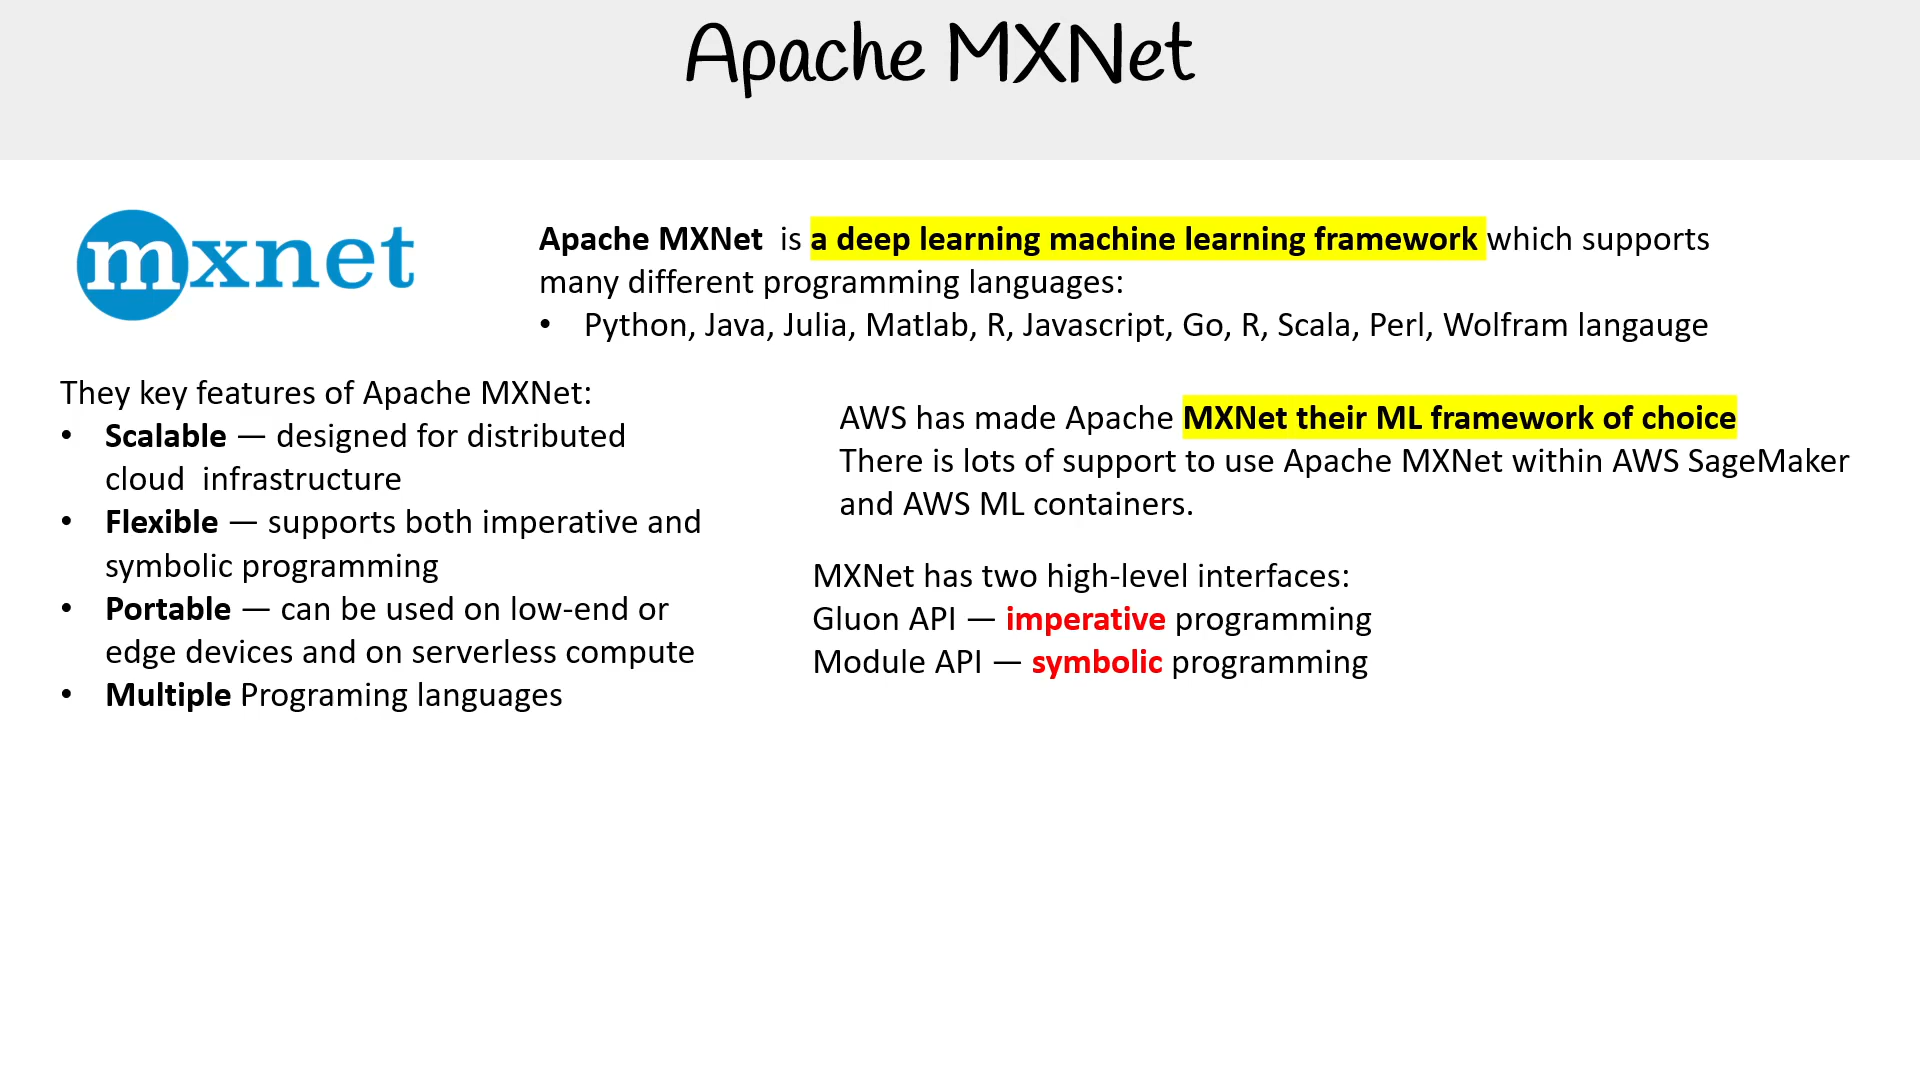 Apache MXNet
mxnet
Apache MXNet is a deep learning machine learning framework which supports
many different programming languages:
• Python, Java, Julia, Matlab, R, Javascript, Go, R, Scala, Perl, Wolfram langauge
They key features of Apache MXNet:
• Scalable — designed for distributed
cloud infrastructure
• Flexible — supports both imperative and
symbolic programming
• Portable — can be used on low-end or
edge devices and on serverless compute
• Multiple Programing languages
AWS has made Apache MXNet their ML framework of choice
There is lots of support to use Apache MXNet within AWS SageMaker
and AWS ML containers.
MXNet has two high-level interfaces:
Gluon API — imperative programming
Module API — symbolic programming